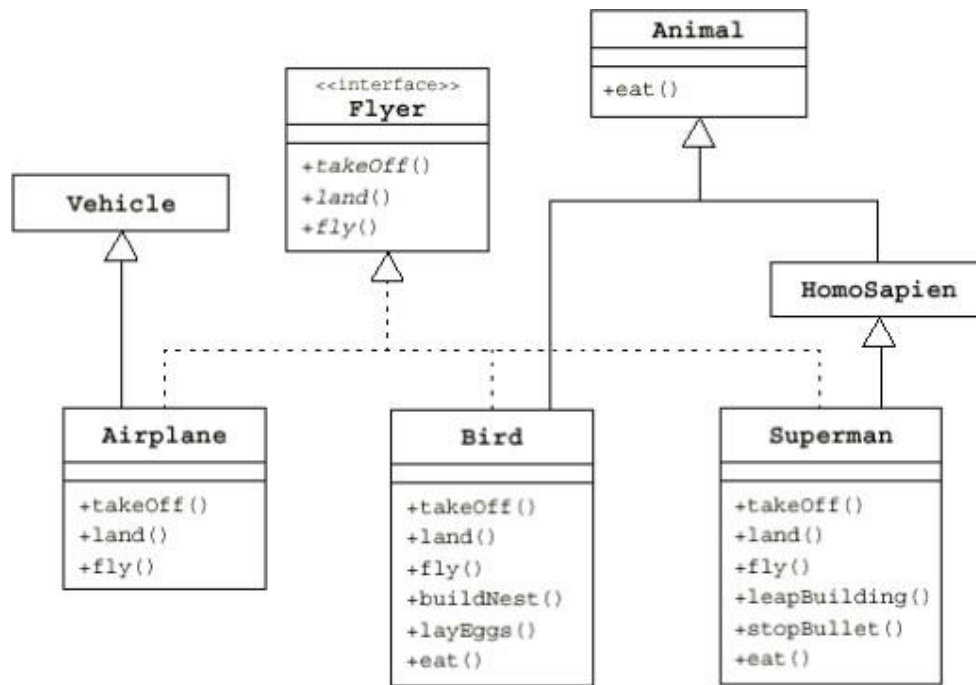 Animal
+eat()
<<interface>>
Flyer
+takeOff()
+land()
+fly()
Vehicle
HomoSapien
Airplane
+takeOff()
+land()
+fly()
Bird
+takeOff()
+land()
+fly()
+buildNest()
+layEggs()
+eat()
Superman
+takeOff()
+land()
+fly()
+leapBuilding()
+stopBullet()
+eat()